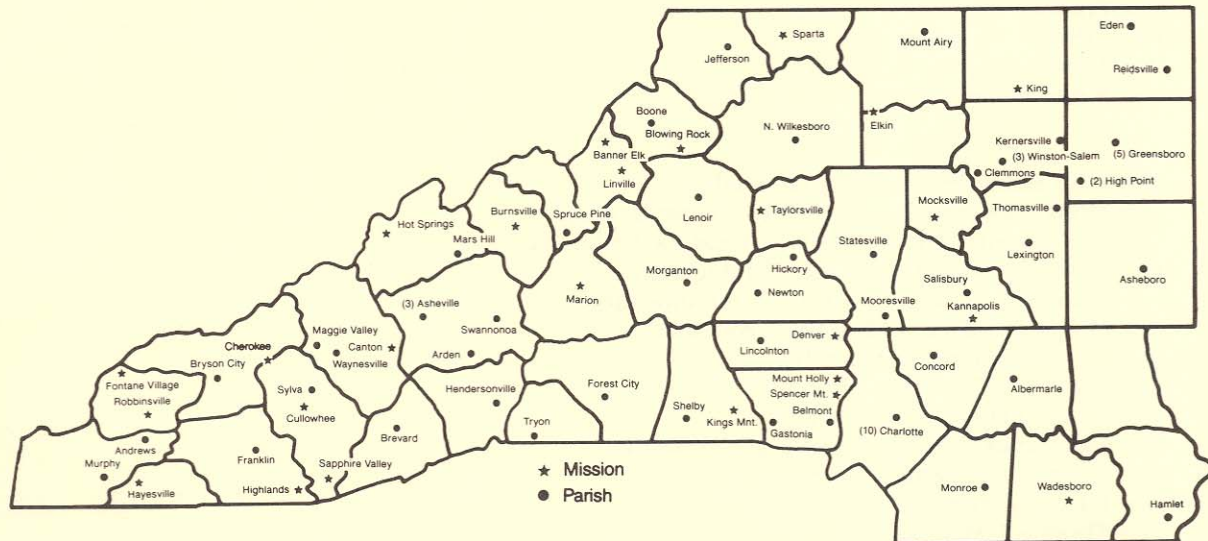 Sparta
Mount Airy
Eden
Jefferson
Reidsville
King
Boone
Blowing Rock
N. Wilkesboro
Elkin
Kernersville
(3) Winston-Salem
Clemmons
(5) Greensboro
(2) High Point
Banner Elk
Linville
Hot Springs
Mars Hill
Burnsville
Spruce Pine
Lenoir
Taylorsville
Mocksville
Thomasville
Lexington
Statesville
Morganton
Hickory
Newton
Salisbury
Kannapolis
Asheboro
Marion
(3) Asheville
Swannonoa
Arden
Mooresville
Maggie Valley
Canton
Waynesville
Cherokee
Bryson City
Denver
Lincolnton
Concord
Fontane Village
Robbinsville
Sylva
Cullowhee
Hendersonville
Forest City
Mount Holly
Spencer Mt.
Belmont
Gastonia
Albermarle
Shelby
Kings Mnt.
Tryon
Brevard
(10) Charlotte
Andrews
Murphy
Hayesville
Franklin
Highlands
Sapphire Valley
Mission
Parish
Monroe
Wadesboro
Hamlet